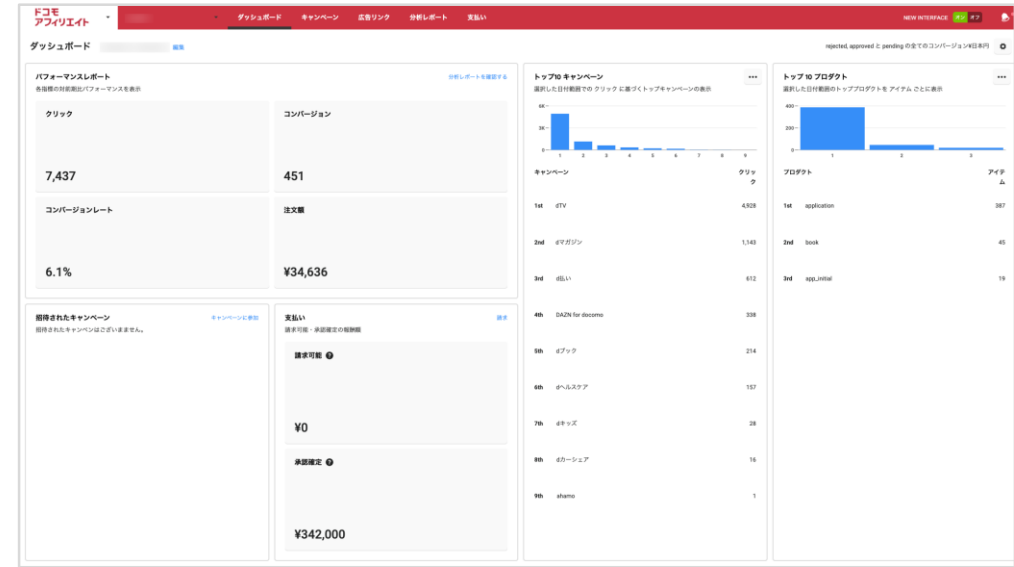 ドコモ
アフィリエイト
ダッシュボード キャンペーン 広告リンク 分析レポート 支払い
NEW INTERFACE オン オフ
ダッシュボード 編集
rejected, approved と pending の全てのコンバージョン¥日本円
パフォーマンスレポート 分析レポートを確認する
各指標の対前期比パフォーマンスを表示
クリック
7,437
コンバージョン
451
コンバージョンレート
6.1%
注文額
¥34,636
招待されたキャンペーン キャンペーンに参加
招待されたキャンペンはございません。
支払い 請求
請求可能・承認確定の報酬額
請求可能
¥0
承認確定
¥342,000
トップ10 キャンペーン
選択した日付範囲での クリック に基づくトップキャンペーンの表示
6K
3K
0
1 2 3 4 5 6 7 8 9
キャンペーン クリッ
ク
1st dTV 4,928
2nd dマガジン 1,143
3rd d払い 612
4th DAZN for docomo 338
5th dブック 214
6th dヘルスケア 157
7th dキッズ 28
8th dカーシェア 16
9th ahamo 1
トップ 10 プロダクト
選択した日付範囲のトッププロダクトを アイテム ごとに表示
400
200
0
1 2 3
プロダクト アイテ
ム
1st application 387
2nd book 45
3rd app_initial 19